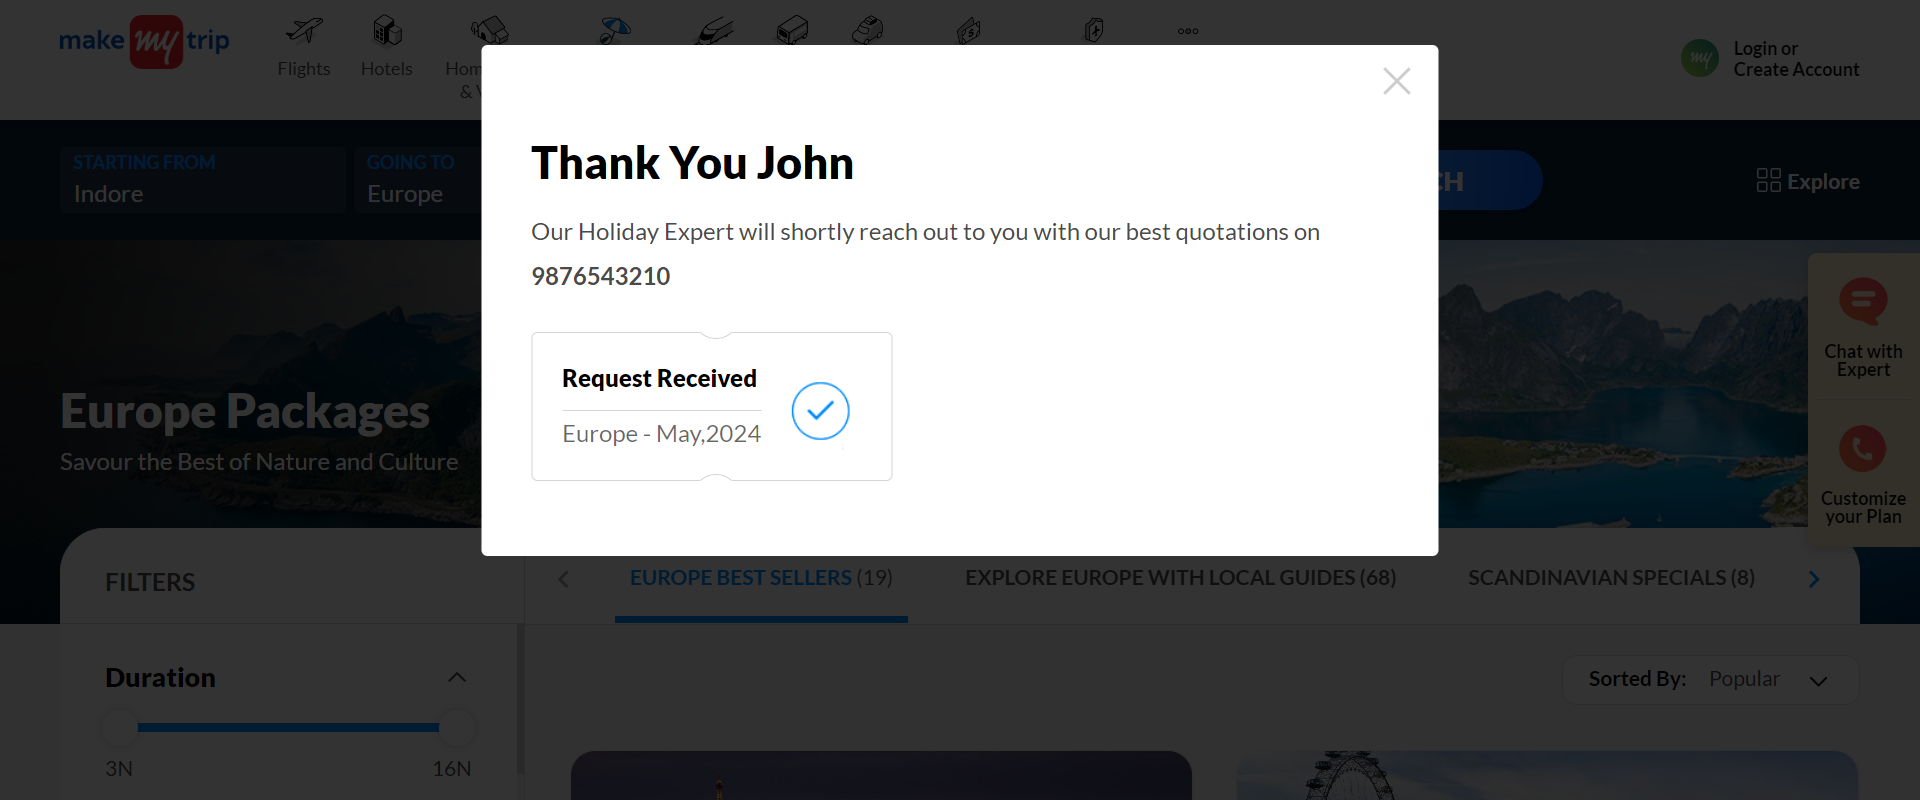 make my trip
Flights
Hotels
Login or
Create Account
my
STARTING FROM
Indore
GOING TO
Europe
Explore
Thank You John
Our Holiday Expert will shortly reach out to you with our best quotations on
9876543210
Request Received
Europe - May,2024
Chat with
Expert
Customize
your Plan
Europe Packages
Savour the Best of Nature and Culture
FILTERS
EUROPE BEST SELLERS (19)
EXPLORE EUROPE WITH LOCAL GUIDES (68)
SCANDINAVIAN SPECIALS (8)
Duration
3N
16N
Sorted By: Popular